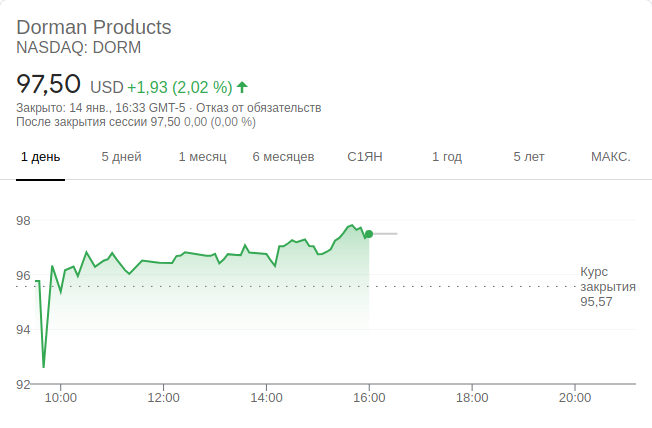 Dorman Products
NASDAQ: DORM
97,50 USD +1,93 (2,02 %)
Закрыто: 14 янв., 16:33 GMT-5 · Отказ от обязательств
После закрытия сессии 97,50 0,00 (0,00 %)
1 день 5 дней 1 месяц 6 месяцев С1ЯН 1 год 5 лет МАКС.
98
96
94
92
Курс
закрытия
95,57
10:00 12:00 14:00 16:00 18:00 20:00